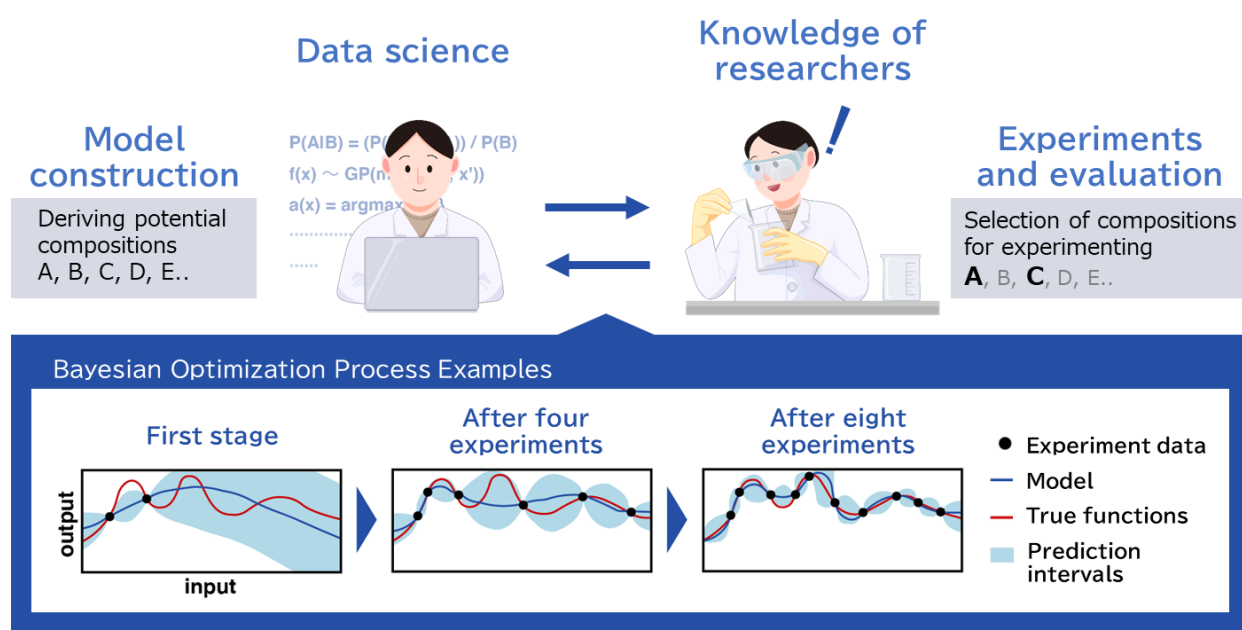 Data science
Knowledge of
researchers
Model
construction
Deriving potential
compositions
A, B, C, D, E..
P(A|B) = (P( )) / P(B)
f(x) ～ GP(m , x'))
a(x) = argmax
..............
......
!
Experiments
and evaluation
Selection of compositions
for experimenting
A, B, C, D, E..
Bayesian Optimization Process Examples
First stage
After four
experiments
After eight
experiments
output
input
Experiment data
Model
True functions
Prediction
intervals